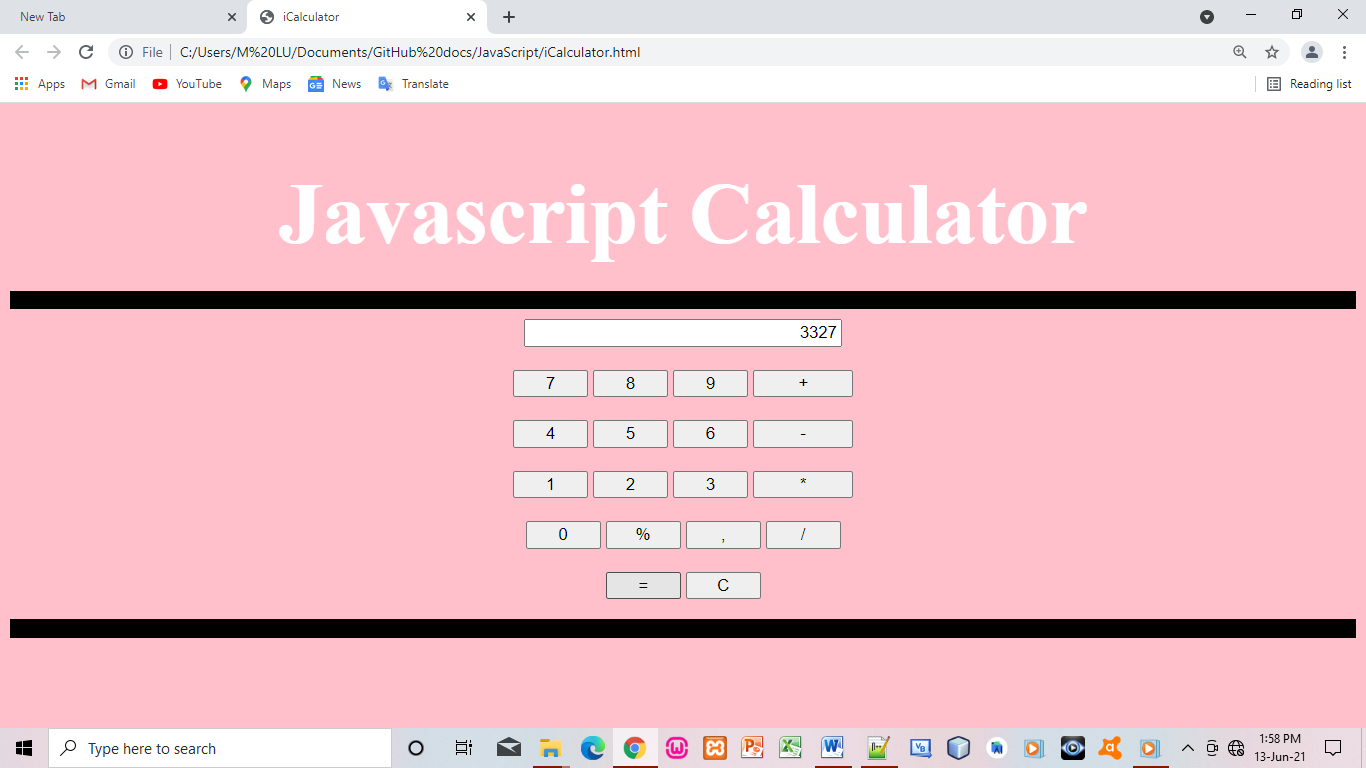 New Tab
iCalculator
File C:/Users/M%20LU/Documents/GitHub%20docs/JavaScript/iCalculator.html
Apps Gmail YouTube Maps News Translate Reading list
Javascript Calculator
3327
7 8 9 +
4 5 6 -
1 2 3 *
0 % , /
= C
Type here to search
1:58 PM
13-Jun-21